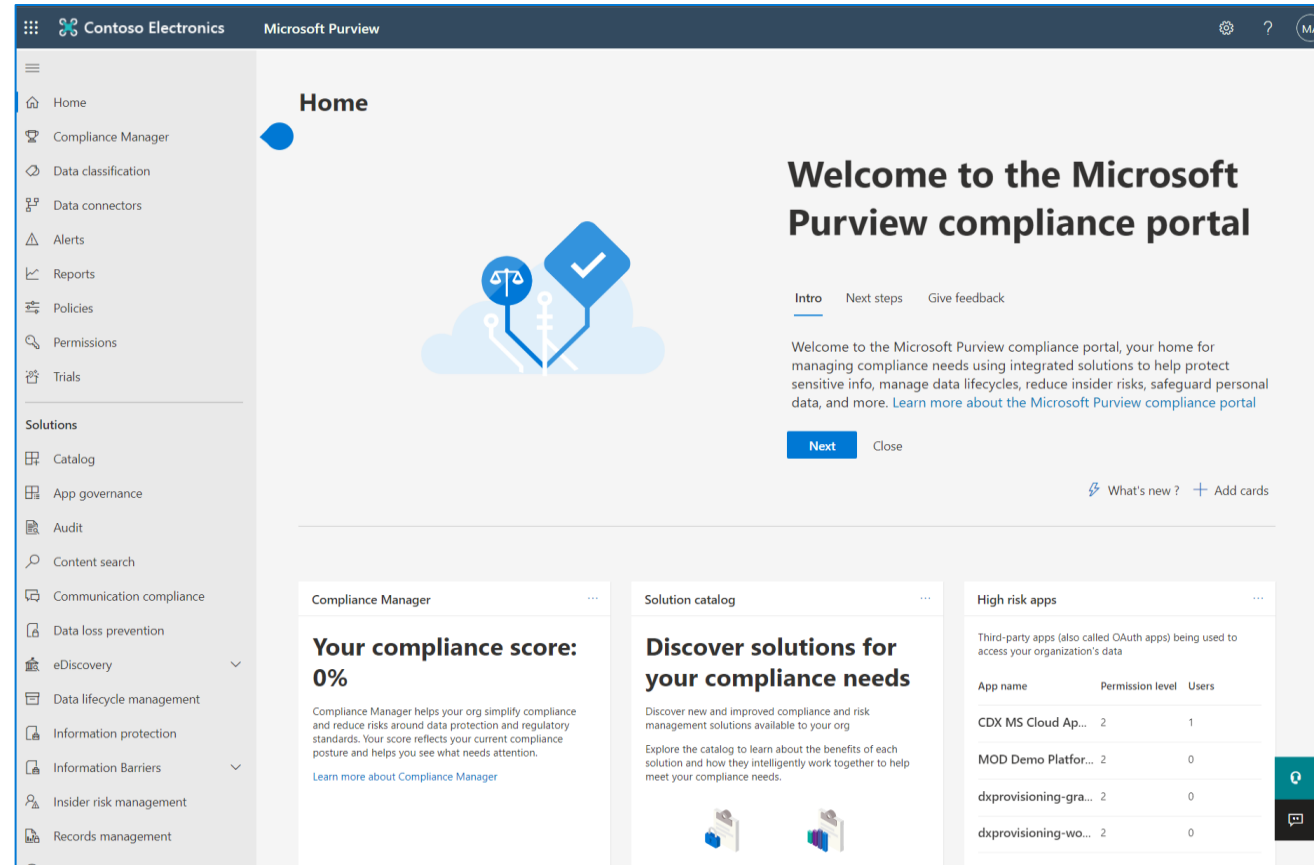 Contoso Electronics
Microsoft Purview
MA
Home
Compliance Manager
Data classification
Data connectors
Alerts
Reports
Policies
Permissions
Trials
Solutions
Catalog
App governance
Audit
Content search
Communication compliance
Data loss prevention
eDiscovery
Data lifecycle management
Information protection
Information Barriers
Insider risk management
Records management
Home
Welcome to the Microsoft
Purview compliance portal
Intro Next steps Give feedback
Welcome to the Microsoft Purview compliance portal, your home for
managing compliance needs using integrated solutions to help protect
sensitive info, manage data lifecycles, reduce insider risks, safeguard personal
data, and more. Learn more about the Microsoft Purview compliance portal
Next Close
What's new ? Add cards
Compliance Manager
Your compliance score:
0%
Compliance Manager helps your org simplify compliance
and reduce risks around data protection and regulatory
standards. Your score reflects your current compliance
posture and helps you see what needs attention.
Learn more about Compliance Manager
Solution catalog
Discover solutions for
your compliance needs
Discover new and improved compliance and risk
management solutions available to your org
Explore the catalog to learn about the benefits of each
solution and how they intelligently work together to help
meet your compliance needs.
High risk apps
Third-party apps (also called OAuth apps) being used to
access your organization's data
App name Permission level Users
CDX MS Cloud Ap... 2 1
MOD Demo Platfor... 2 0
dxprovisioning-gra... 2 0
dxprovisioning-wo... 2 0